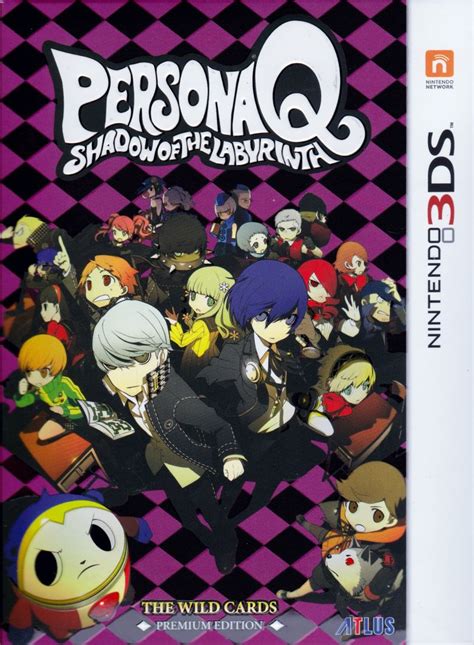 PERSONA Q
SHADOW OF THE LABYRINTH
NINTENDO
NETWORK
NINTENDO 3DS
THE WILD CARDS
PREMIUM EDITION
ATLUS